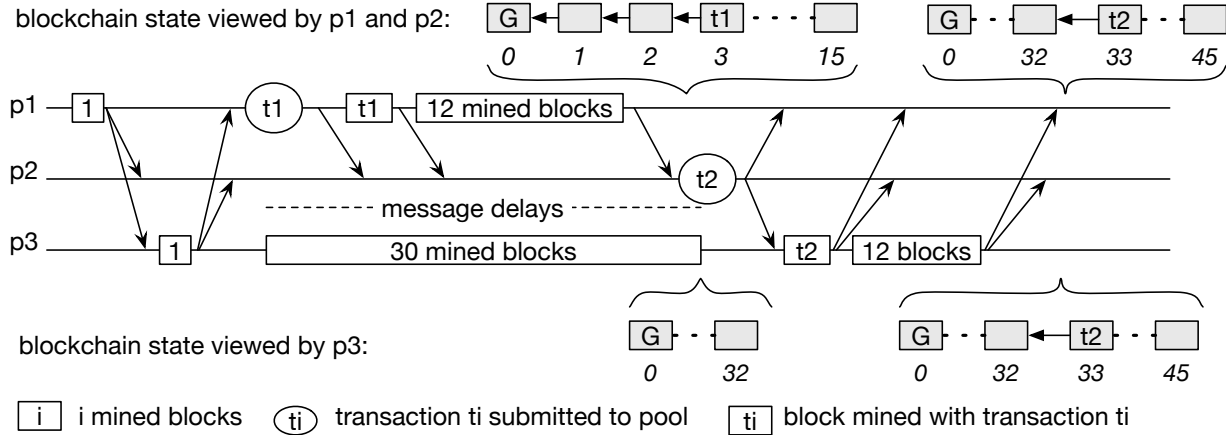 blockchain state viewed by p1 and p2:
G t1 G t2
0 1 2 3 15 0 32 33 45
p1 1 t1 t1 12 mined blocks
p2 t2
message delays
p3 1 30 mined blocks t2 12 blocks
blockchain state viewed by p3:
G G t2
0 32 0 32 33 45
i i mined blocks ti transaction ti submitted to pool ti block mined with transaction ti